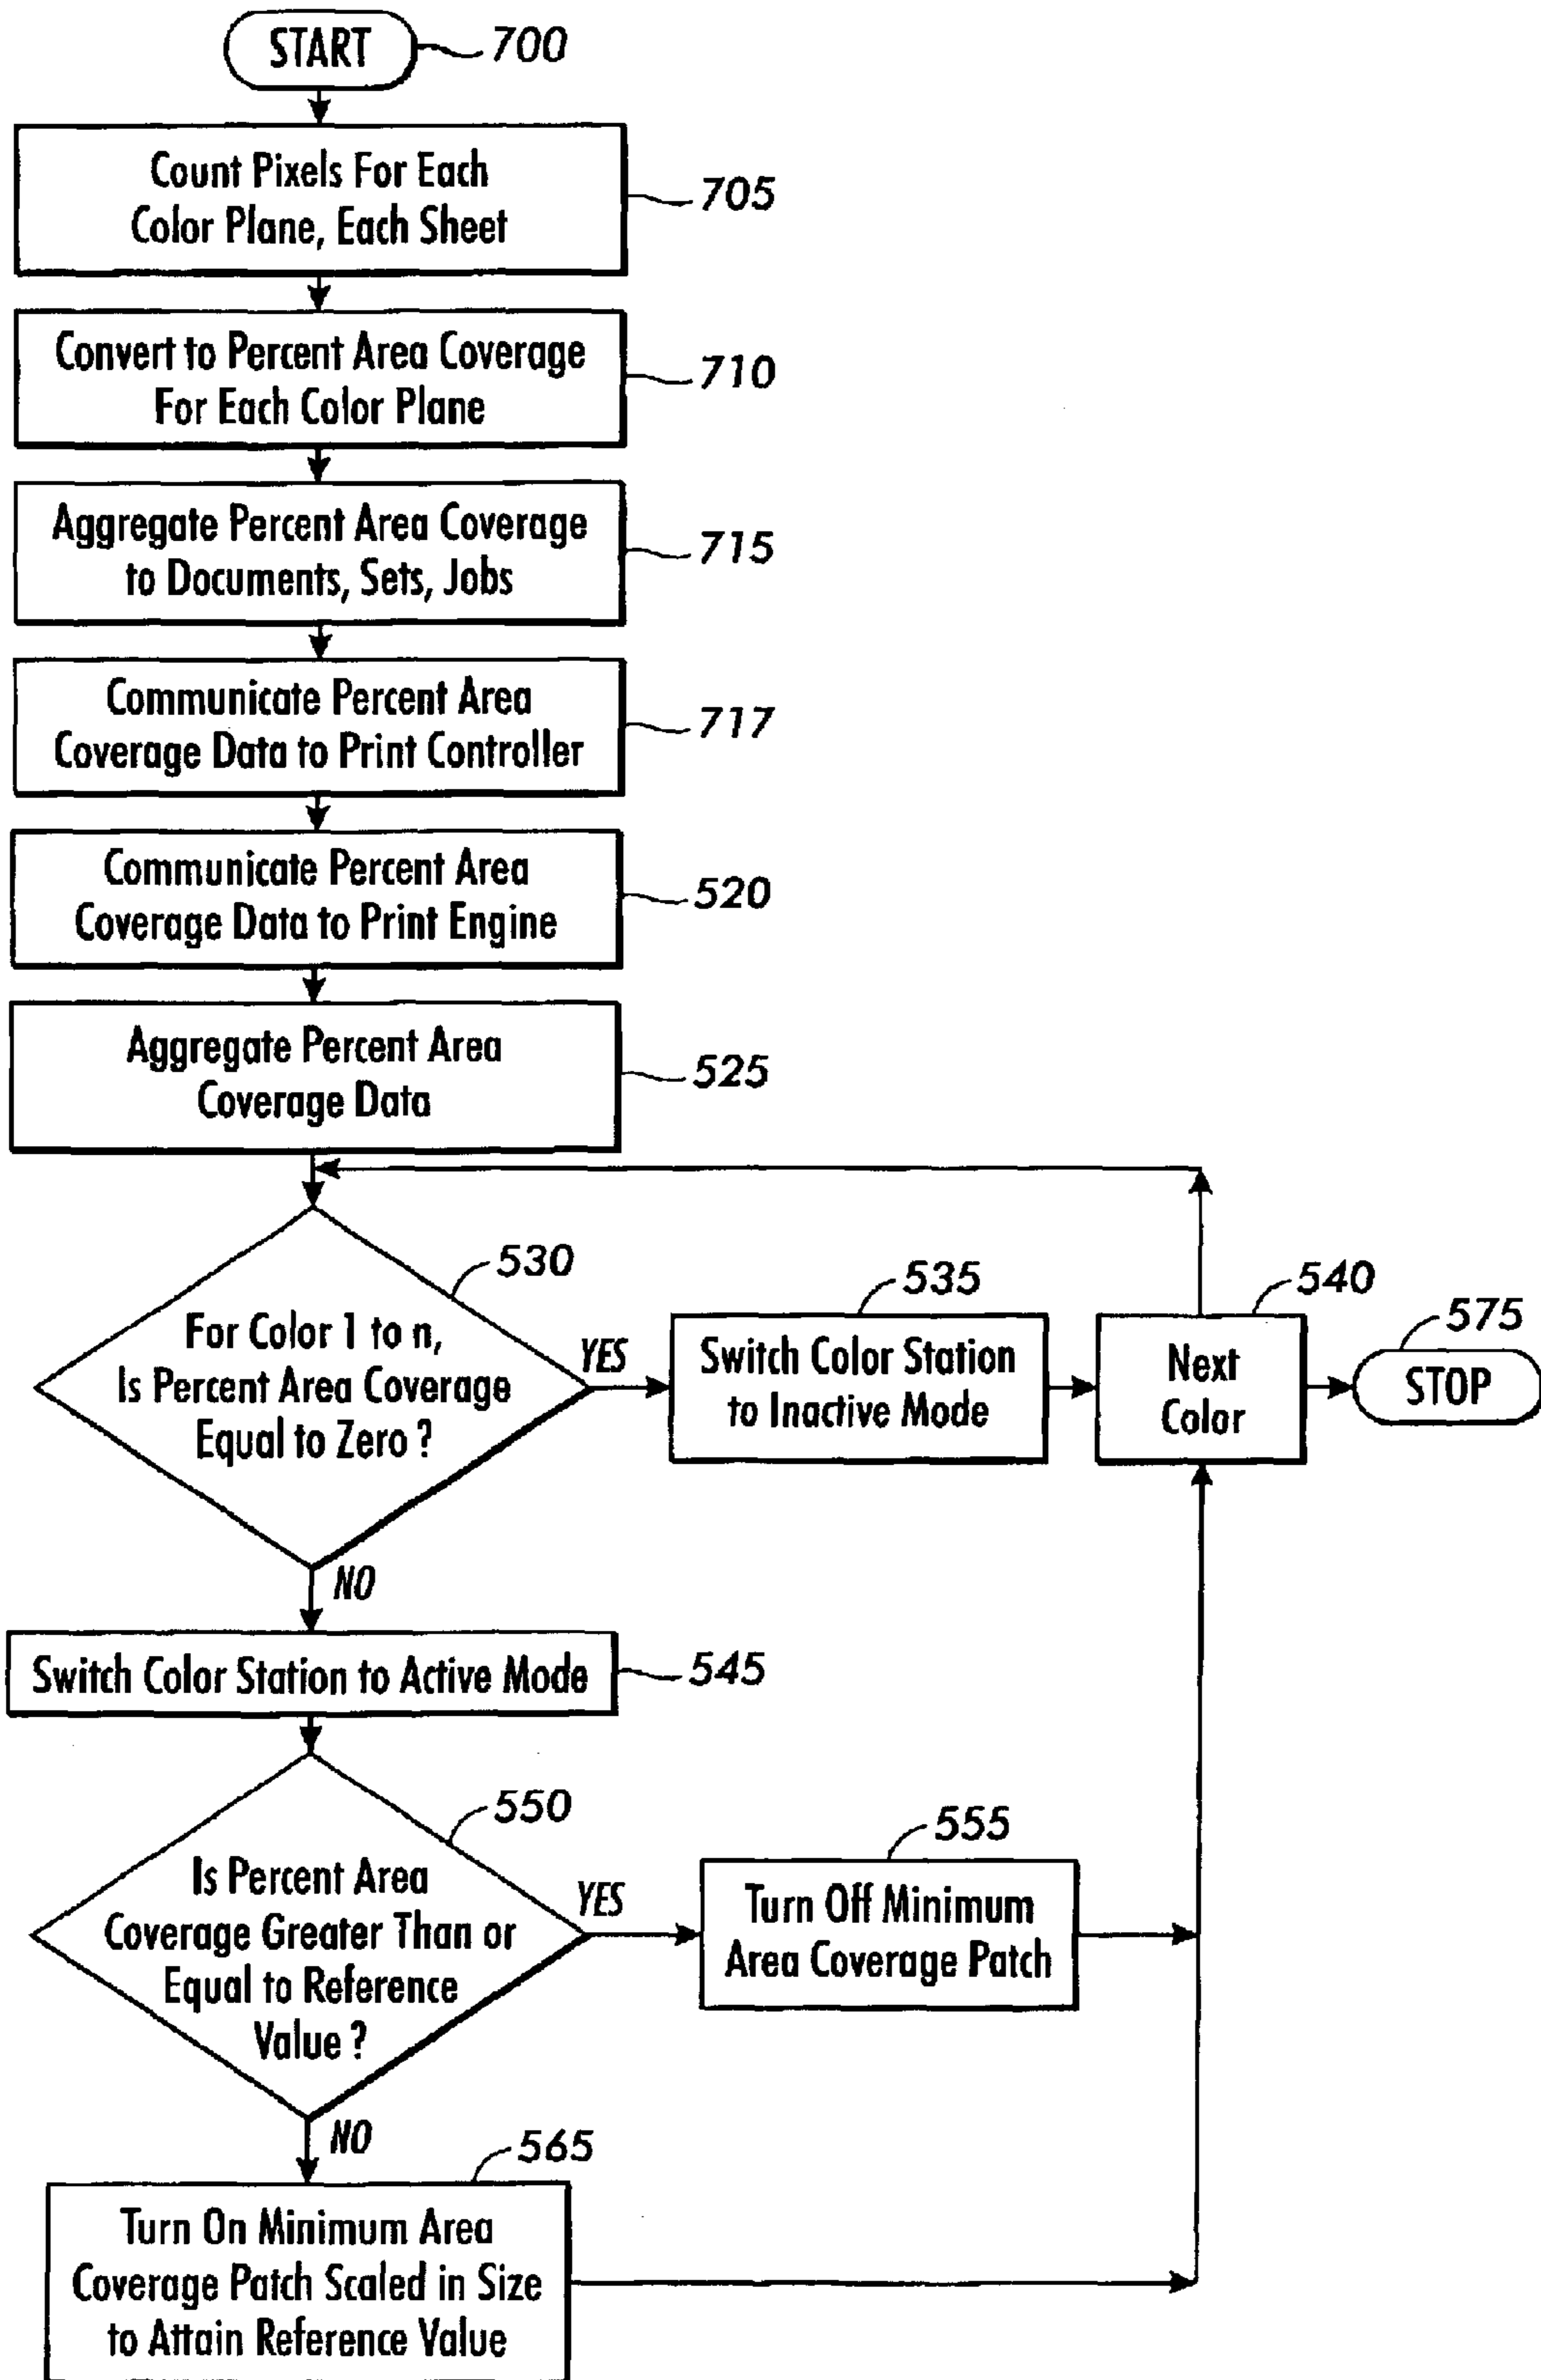 START
700
Count Pixels For Each
Color Plane, Each Sheet
705
Convert to Percent Area Coverage
For Each Color Plane
710
Aggregate Percent Area Coverage
to Documents, Sets, Jobs
715
Communicate Percent Area
Coverage Data to Print Controller
717
Communicate Percent Area
Coverage Data to Print Engine
520
Aggregate Percent Area
Coverage Data
525
530
For Color 1 to n,
Is Percent Area Coverage
Equal to Zero ?
YES
535
Switch Color Station
to Inactive Mode
540
Next
Color
575
STOP
NO
Switch Color Station to Active Mode
545
550
Is Percent Area
Coverage Greater Than or
Equal to Reference
Value ?
YES
555
Turn Off Minimum
Area Coverage Patch
NO
565
Turn On Minimum Area
Coverage Patch Scaled in Size
to Attain Reference Value